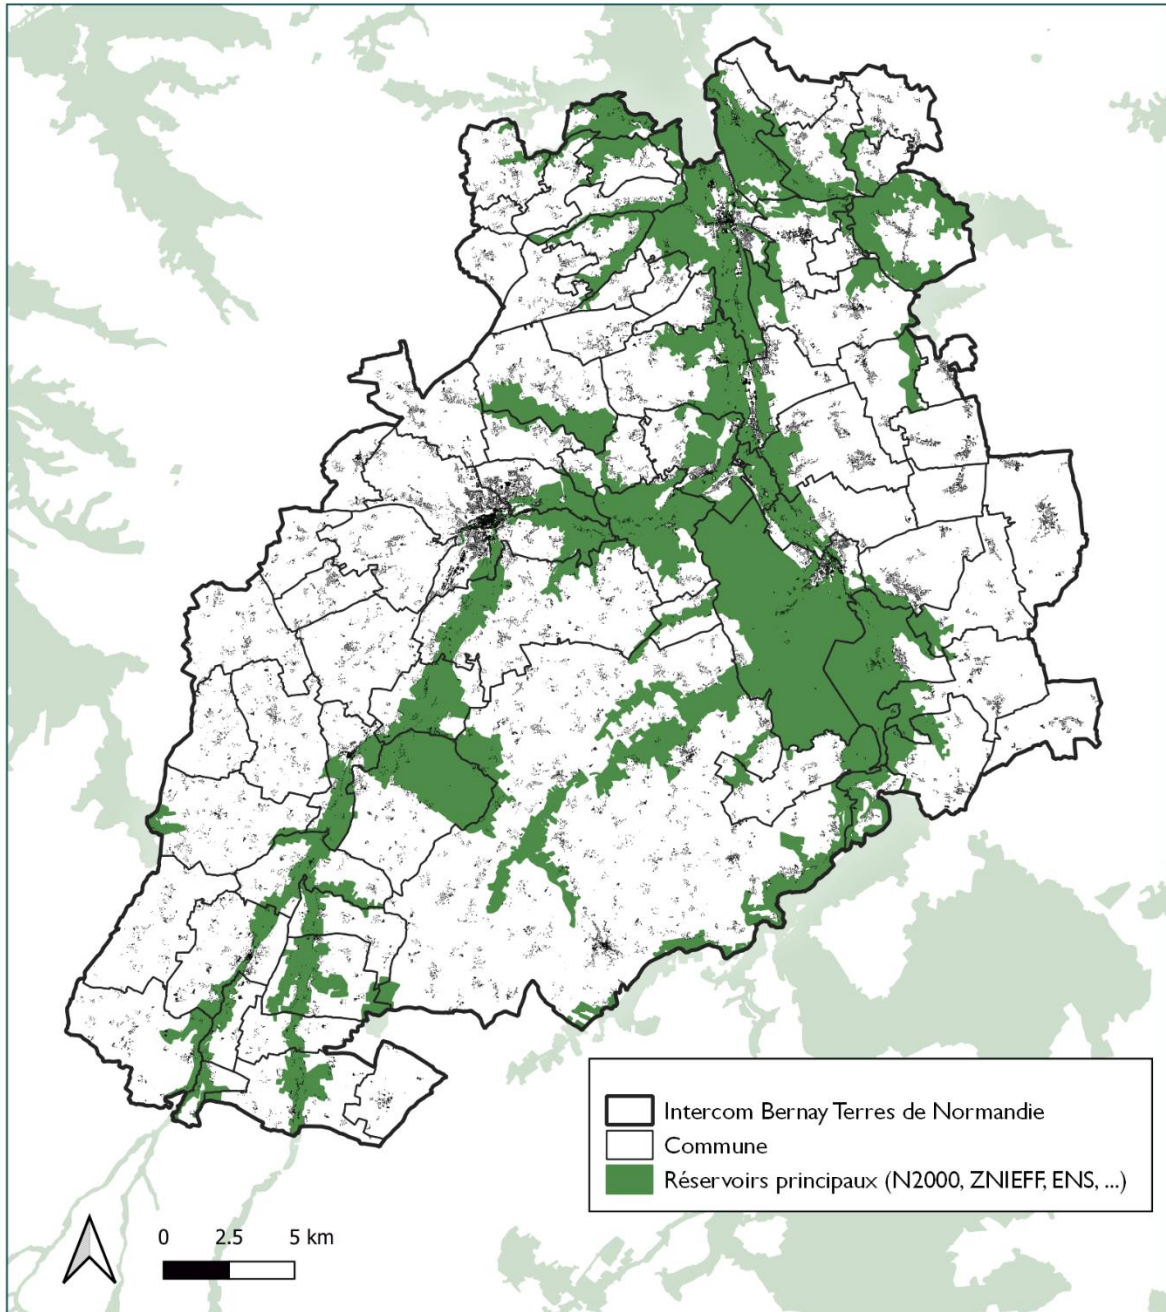 Intercom Bernay Terres de Normandie
Commune
Réservoirs principaux (N2000, ZNIEFF, ENS, ...)
0 2.5 5 km